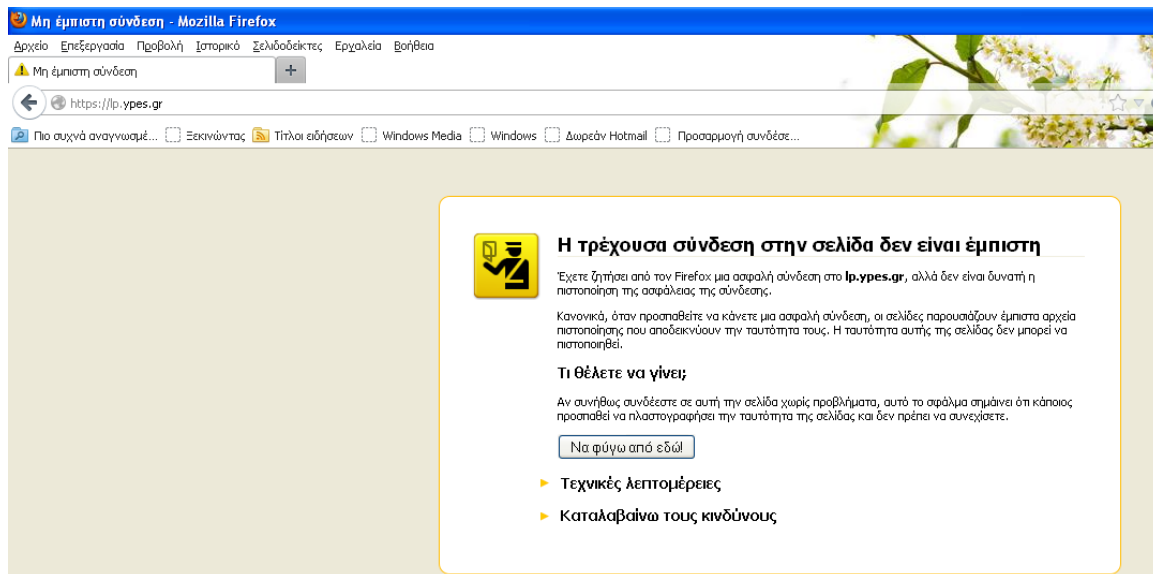 Μη έμπιστη σύνδεση - Mozilla Firefox
Αρχείο Επεξεργασία Προβολή Ιστορικό Σελιδοδείκτες Εργαλεία Βοήθεια
Μη έμπιστη σύνδεση +
https://lp.ypes.gr
Πιο συχνά αναγνωσμέ... Ξεκινώντας Τίτλοι ειδήσεων Windows Media Windows Δωρεάν Hotmail Προσαρμογή συνδέσε...
Η τρέχουσα σύνδεση στην σελίδα δεν είναι έμπιστη
Έχετε ζητήσει από τον Firefox μια ασφαλή σύνδεση στο lp.ypes.gr, αλλά δεν είναι δυνατή η
πιστοποίηση της ασφάλειας της σύνδεσης.
Κανονικά, όταν προσπαθείτε να κάνετε μια ασφαλή σύνδεση, οι σελίδες παρουσιάζουν έμπιστα αρχεία
πιστοποίησης που αποδεικνύουν την ταυτότητα τους. Η ταυτότητα αυτής της σελίδας δεν μπορεί να
πιστοποιηθεί.
Τι θέλετε να γίνει;
Αν συνήθως συνδέεστε σε αυτή την σελίδα χωρίς προβλήματα, αυτό το σφάλμα σημάινει ότι κάποιος
προσπαθεί να πλαστογραφήσει την ταυτότητα της σελίδας και δεν πρέπει να συνεχίσετε.
Να φύγω από εδώ!
Τεχνικές λεπτομέρειες
Καταλαβαίνω τους κινδύνους